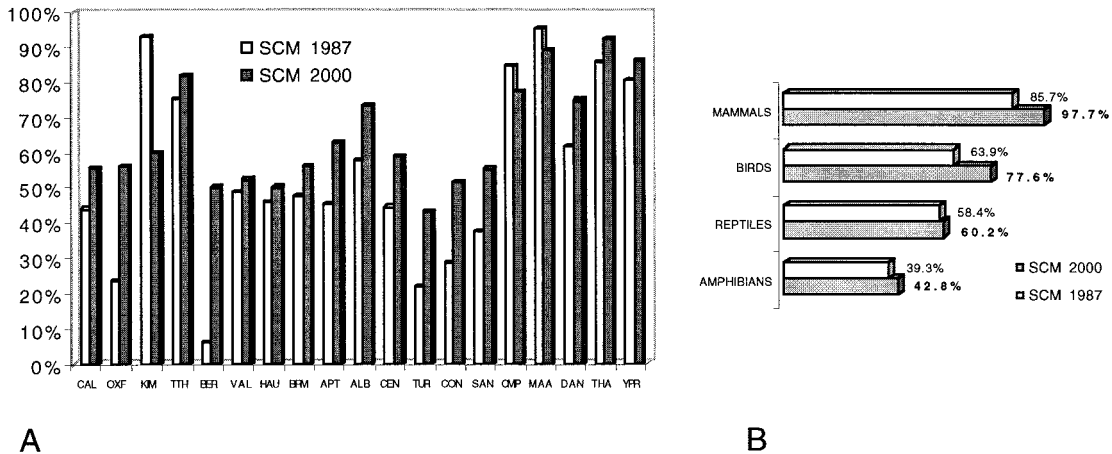 100%
90%
80%
70%
60%
50%
40%
30%
20%
10%
0%
SCM 1987
SCM 2000
CAL OXF KIM TTH BER VAL HAU BRM APT ALB CEN TUR CON SAN CMP MAA DAN THA YPR
A
MAMMALS 85.7%
97.7%
BIRDS 63.9%
77.6%
REPTILES 58.4%
60.2%
AMPHIBIANS 39.3%
42.8%
SCM 2000
SCM 1987
B